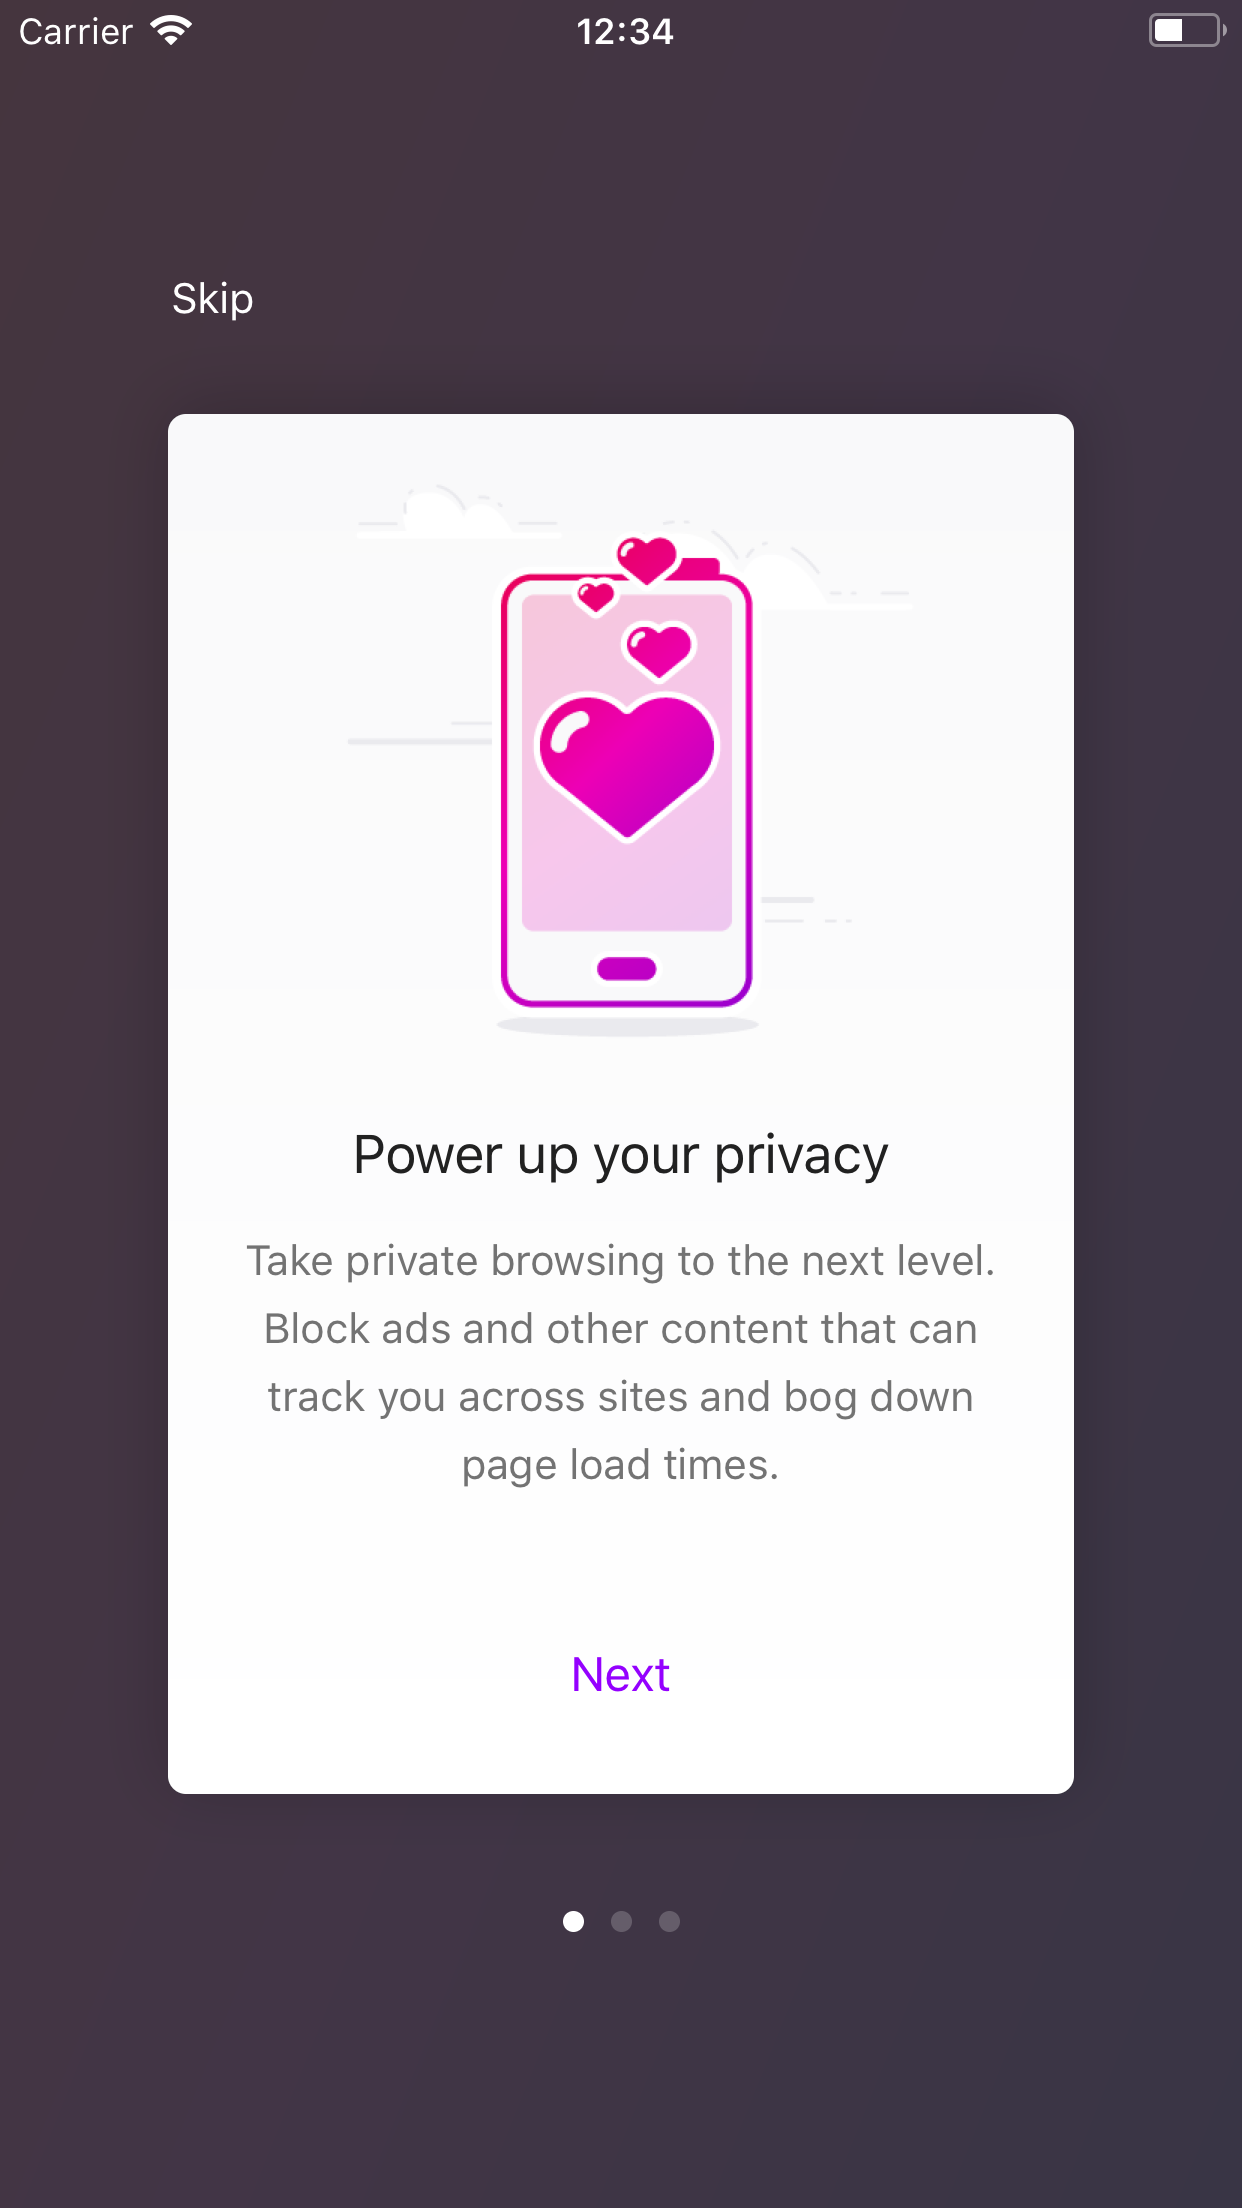 Carrier 12:34
Skip
Power up your privacy
Take private browsing to the next level.
Block ads and other content that can
track you across sites and bog down
page load times.
Next